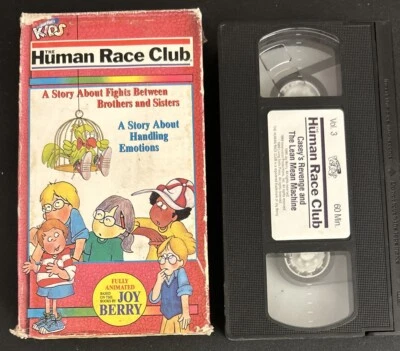 KIDS
THE
Human Race Club
A Story About Fights Between
Brothers and Sisters
A Story About
Handling
Emotions
FULLY
ANIMATED
BASED
ON THE
BOOKS BY
JOY
BERRY
Vol. 3
60 Min.
THE
Human Race Club
Casey's Revenge and
The Lean Mean Machine